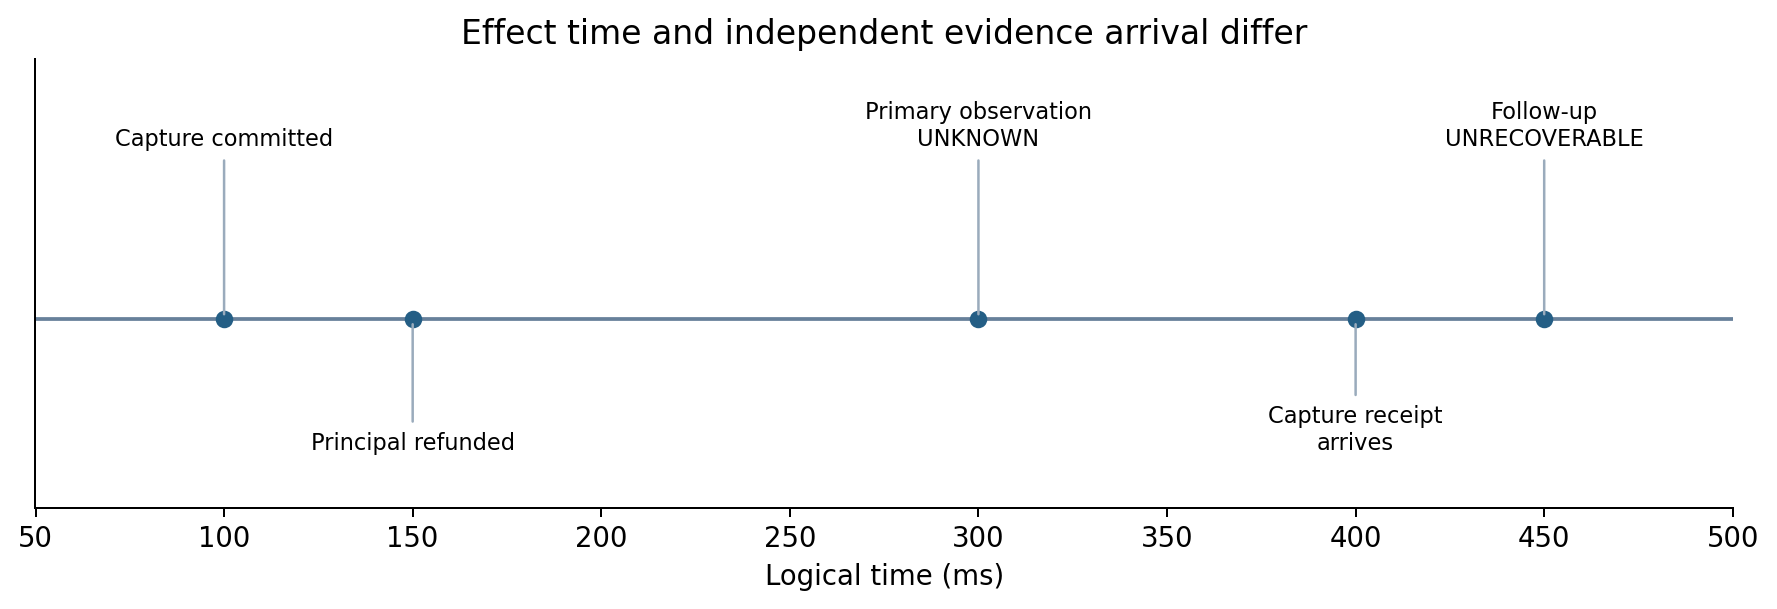 Effect time and independent evidence arrival differ
Capture committed
Primary observation
UNKNOWN
Follow-up
UNRECOVERABLE
Principal refunded
Capture receipt
arrives
50 100 150 200 250 300 350 400 450 500
Logical time (ms)